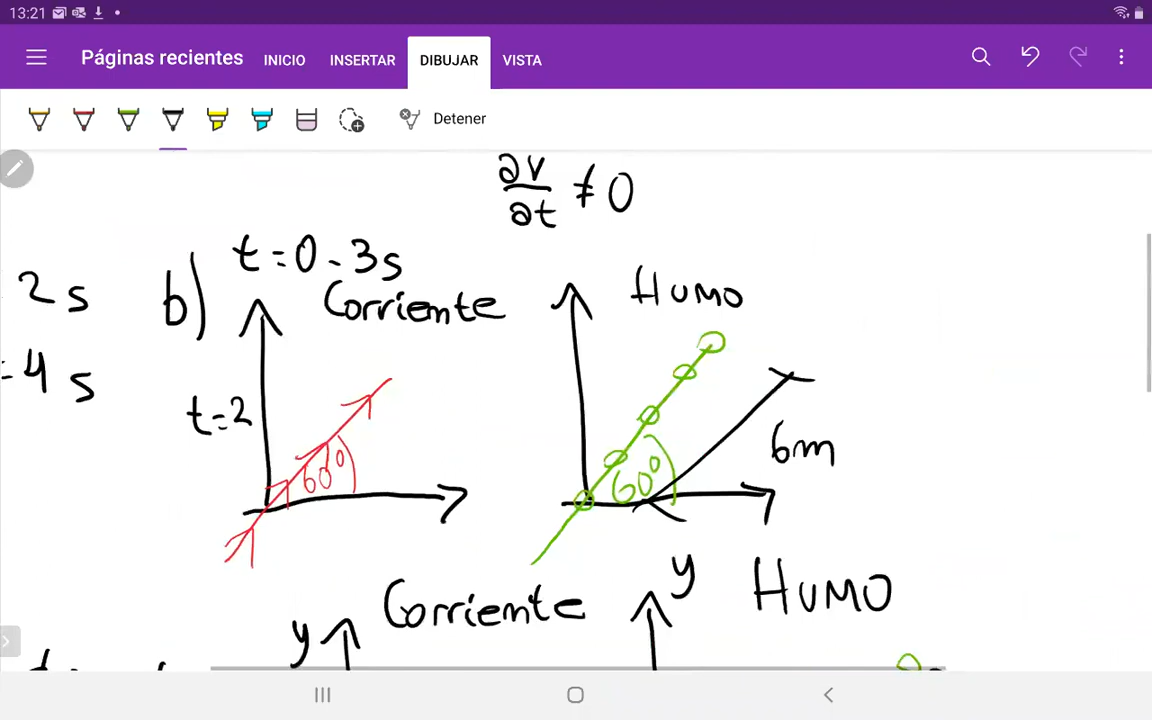 13:21
Páginas recientes INICIO INSERTAR DIBUJAR VISTA
Detener
∂V/∂t ≠ 0
2 s
= 4 s
b) t = 0 - 3s
Corriente
t = 2
60°
Humo
60°
6m
y Corriente
y Humo